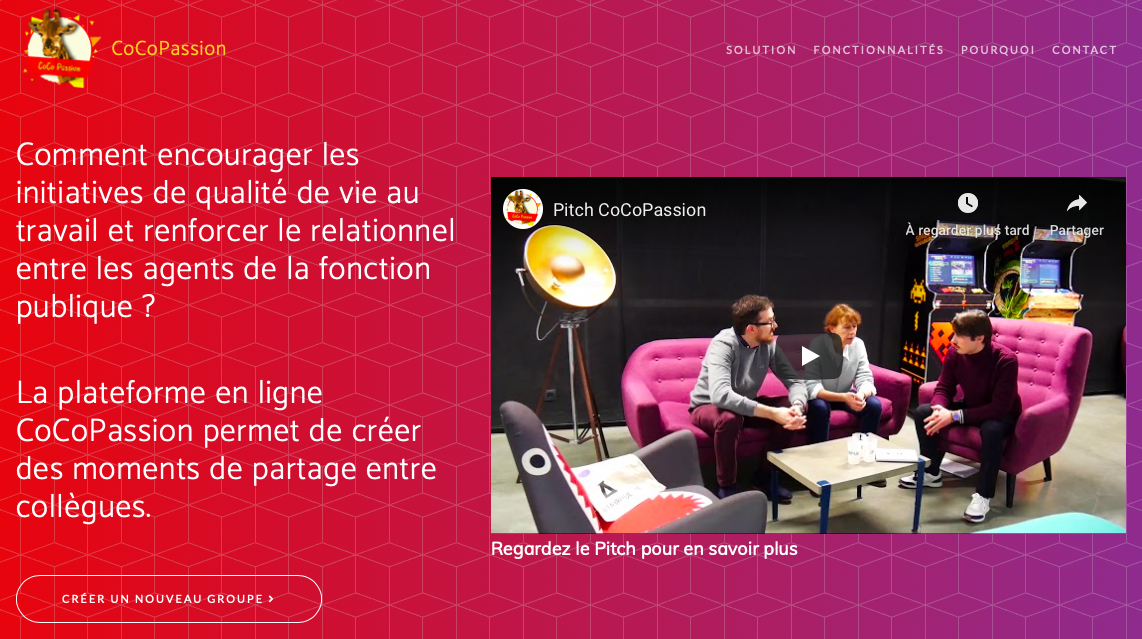 CoCo Passion
CoCoPassion
SOLUTION FONCTIONNALITÉS POURQUOI CONTACT
Comment encourager les
initiatives de qualité de vie au
travail et renforcer le relationnel
entre les agents de la fonction
publique ?
La plateforme en ligne
CoCoPassion permet de créer
des moments de partage entre
collègues.
CRÉER UN NOUVEAU GROUPE >
CoCo Passion
Pitch CoCoPassion
À regarder plus tard
Partager
Regardez le Pitch pour en savoir plus